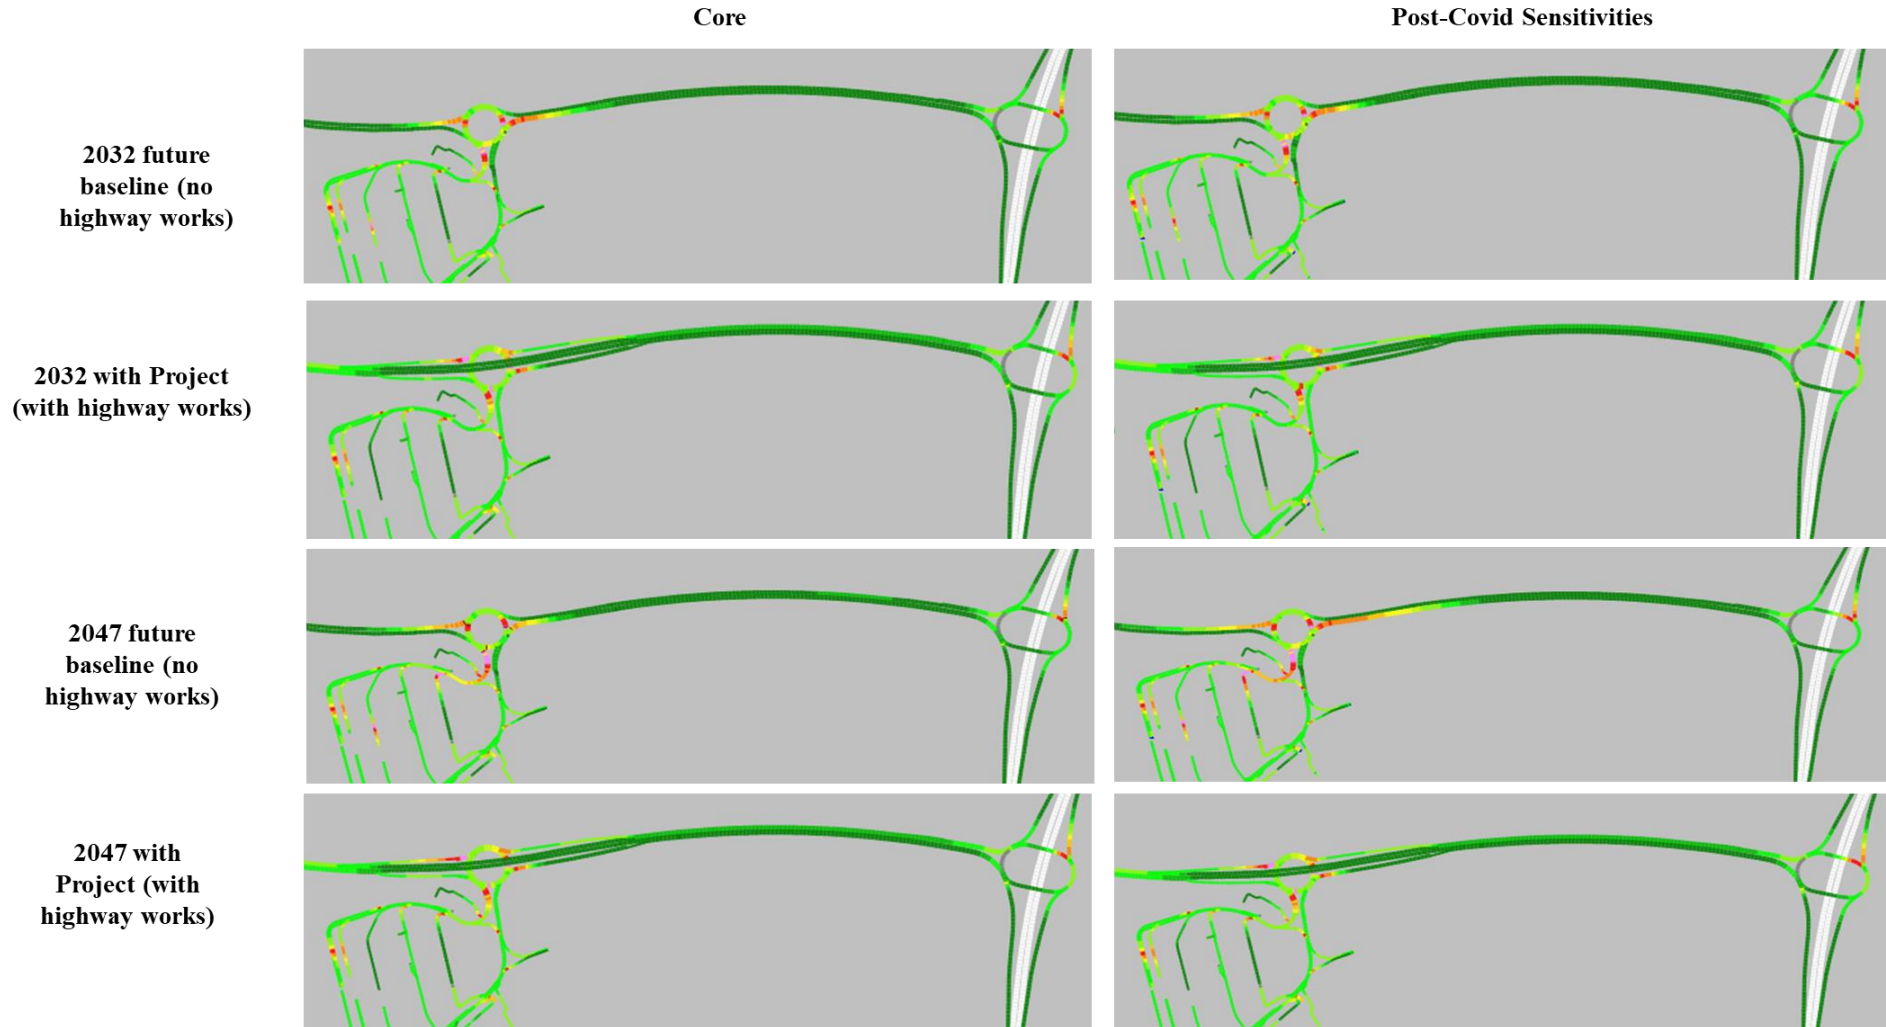 Core
Post-Covid Sensitivities
2032 future
baseline (no
highway works)
2032 with Project
(with highway works)
2047 future
baseline (no
highway works)
2047 with
Project (with
highway works)